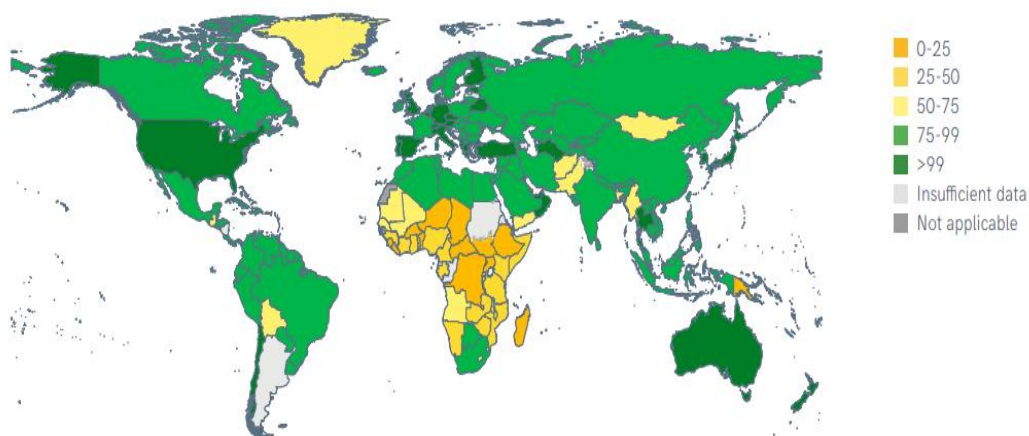 0-25
25-50
50-75
75-99
>99
Insufficient data
Not applicable